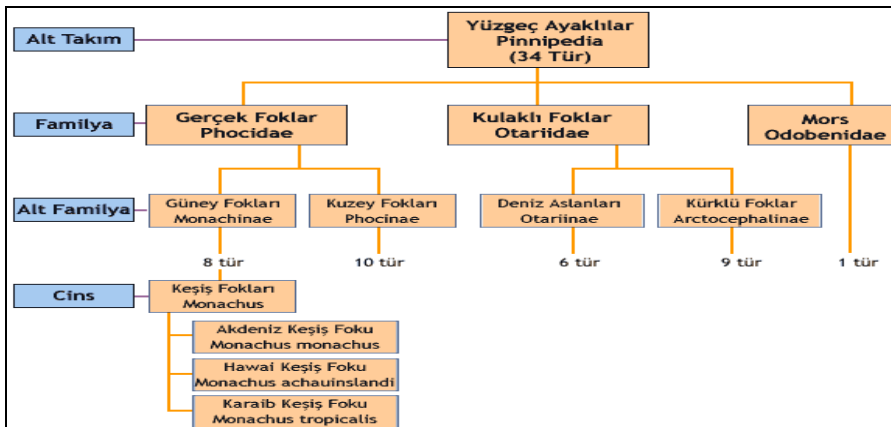 Alt Takım
Yüzgeç Ayaklılar
Pinnipedia
(34 Tür)
Familya
Gerçek Foklar
Phocidae
Kulaklı Foklar
Otariidae
Mors
Odobenidae
Alt Familya
Güney Fokları
Monachinae
Kuzey Fokları
Phocinae
Deniz Aslanları
Otariinae
Kürklü Foklar
Arctocephalinae
8 tür
10 tür
6 tür
9 tür
1 tür
Cins
Keşiş Fokları
Monachus
Akdeniz Keşiş Foku
Monachus monachus
Hawai Keşiş Foku
Monachus achauinslandi
Karaib Keşiş Foku
Monachus tropicalis